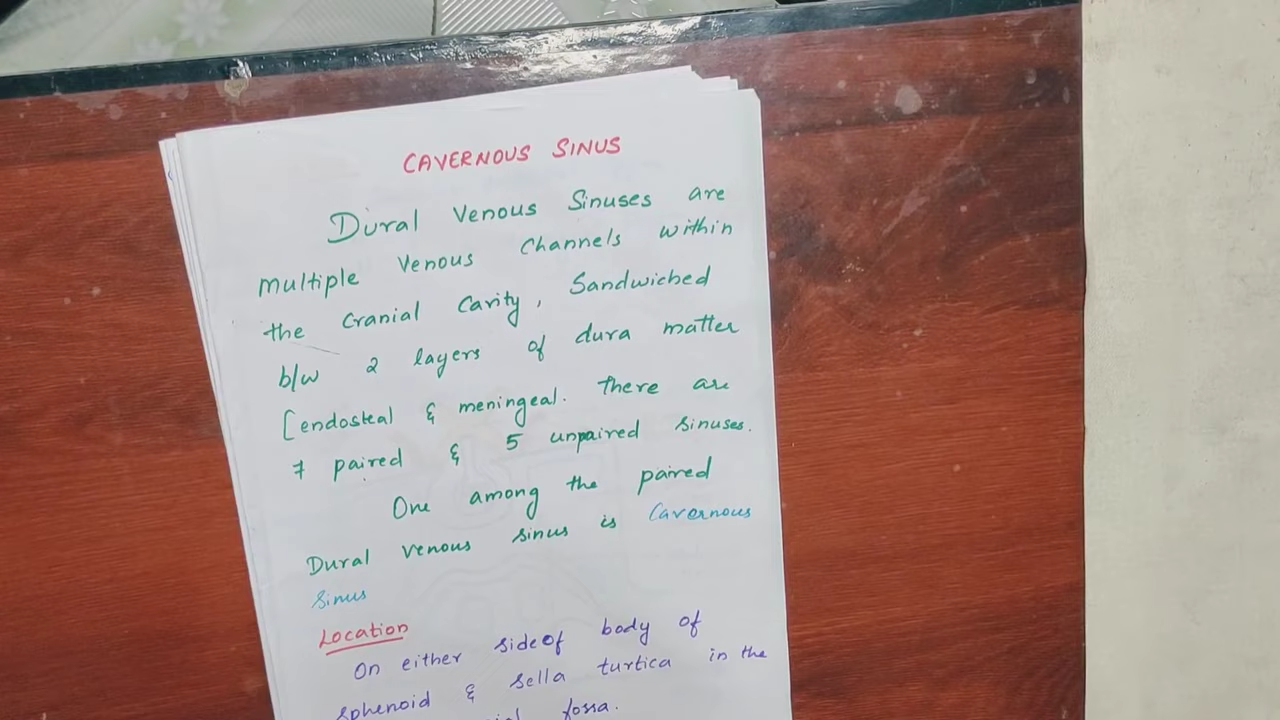 CAVERNOUS SINUS
Dural Venous Sinuses are
multiple Venous Channels within
the Cranial Cavity, Sandwiched
b/w 2 layers of dura matter
[endosteal & meningeal. There are
7 paired & 5 unpaired sinuses.
One among the paired
Dural venous sinus is Cavernous
Sinus
Location
On either side of body of
sphenoid & sella turtica in the
fossa.